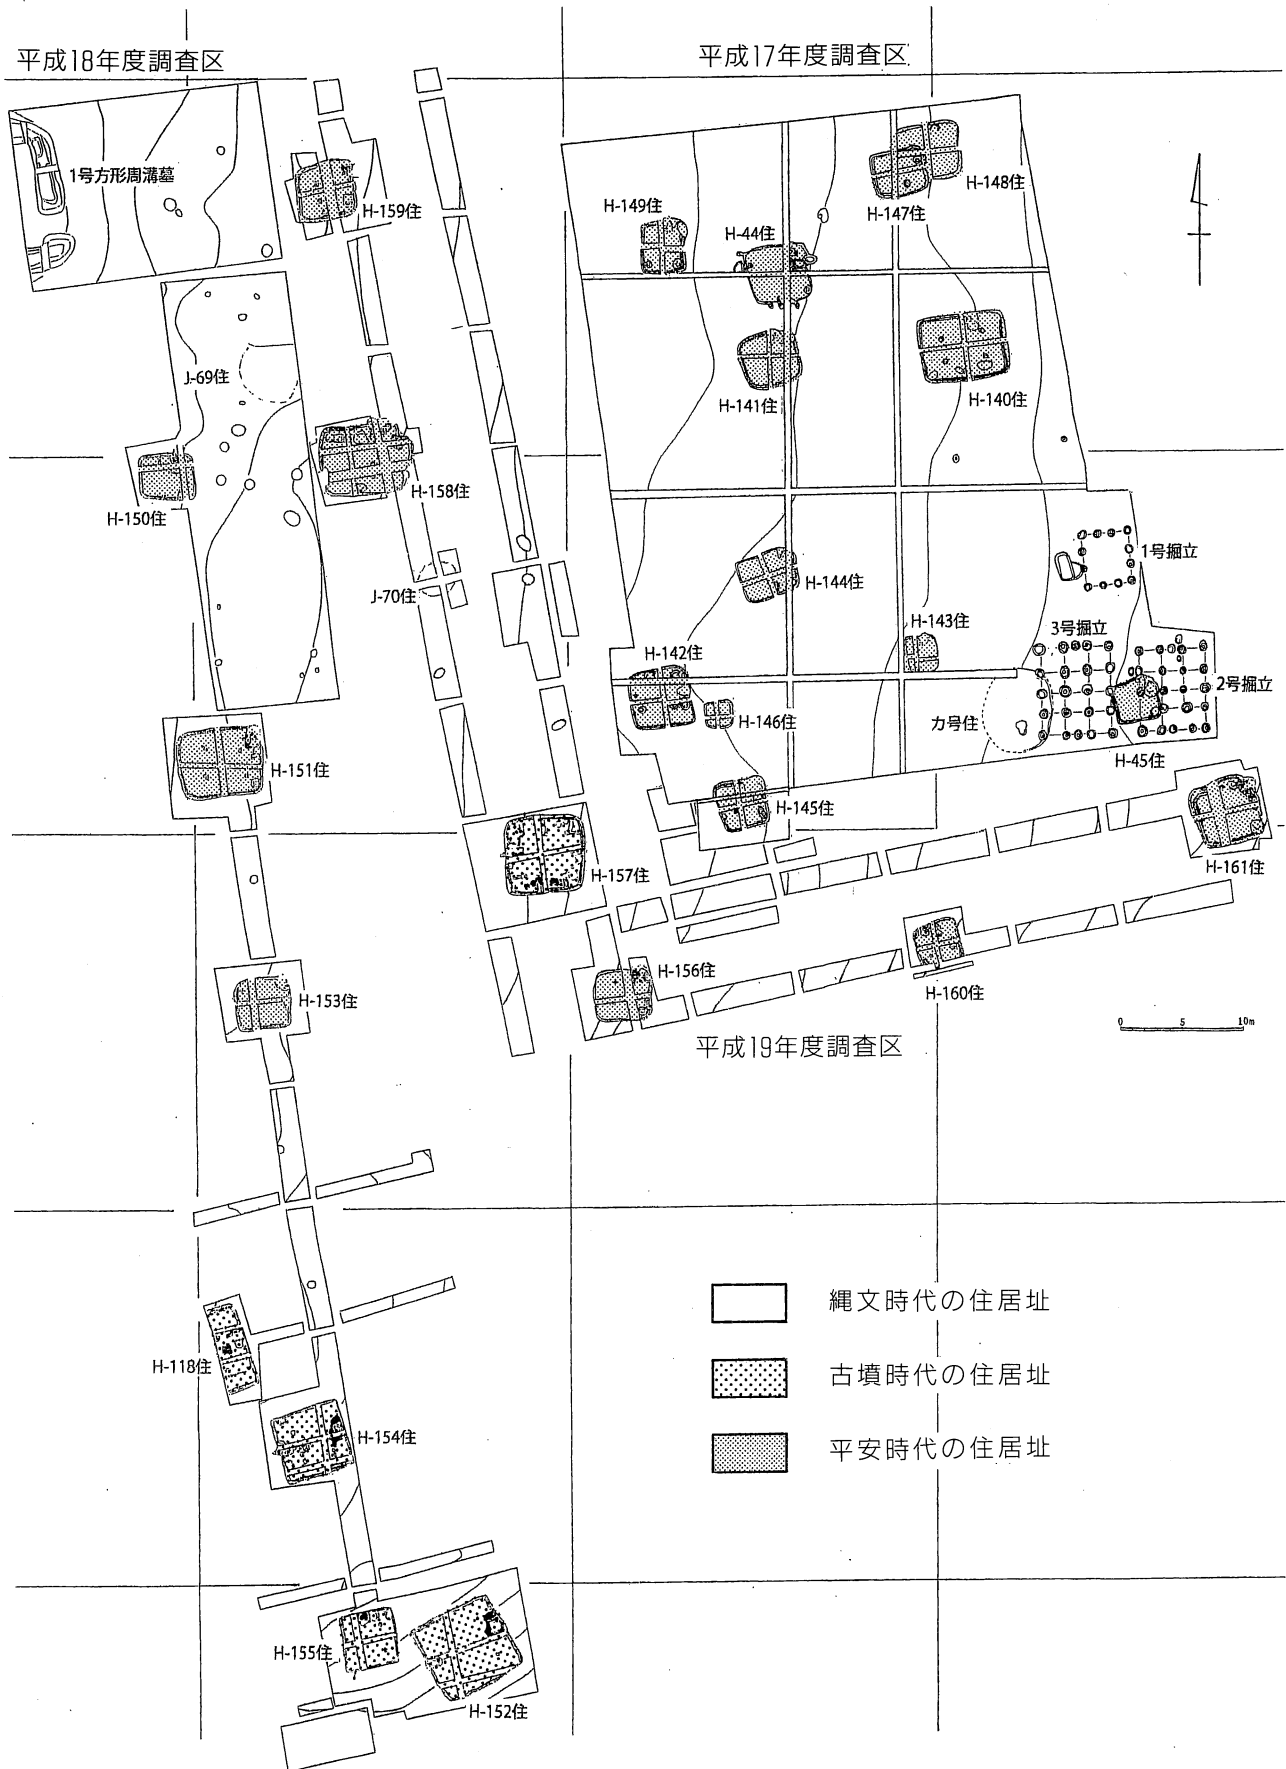 平成18年度調査区
平成17年度調査区
1号方形周溝墓
H-159住
H-149住
H-44住
H-147住
H-148住
J-69住
H-141住
H-140住
H-150住
H-158住
J-70住
H-144住
1号掘立
H-143住
3号掘立
H-142住
H-146住
カ号住
2号掘立
H-45住
H-151住
H-145住
H-157住
H-161住
H-156住
H-153住
H-160住
0 5 10m
平成19年度調査区
縄文時代の住居址
H-118住
古墳時代の住居址
H-154住
平安時代の住居址
H-155住
H-152住